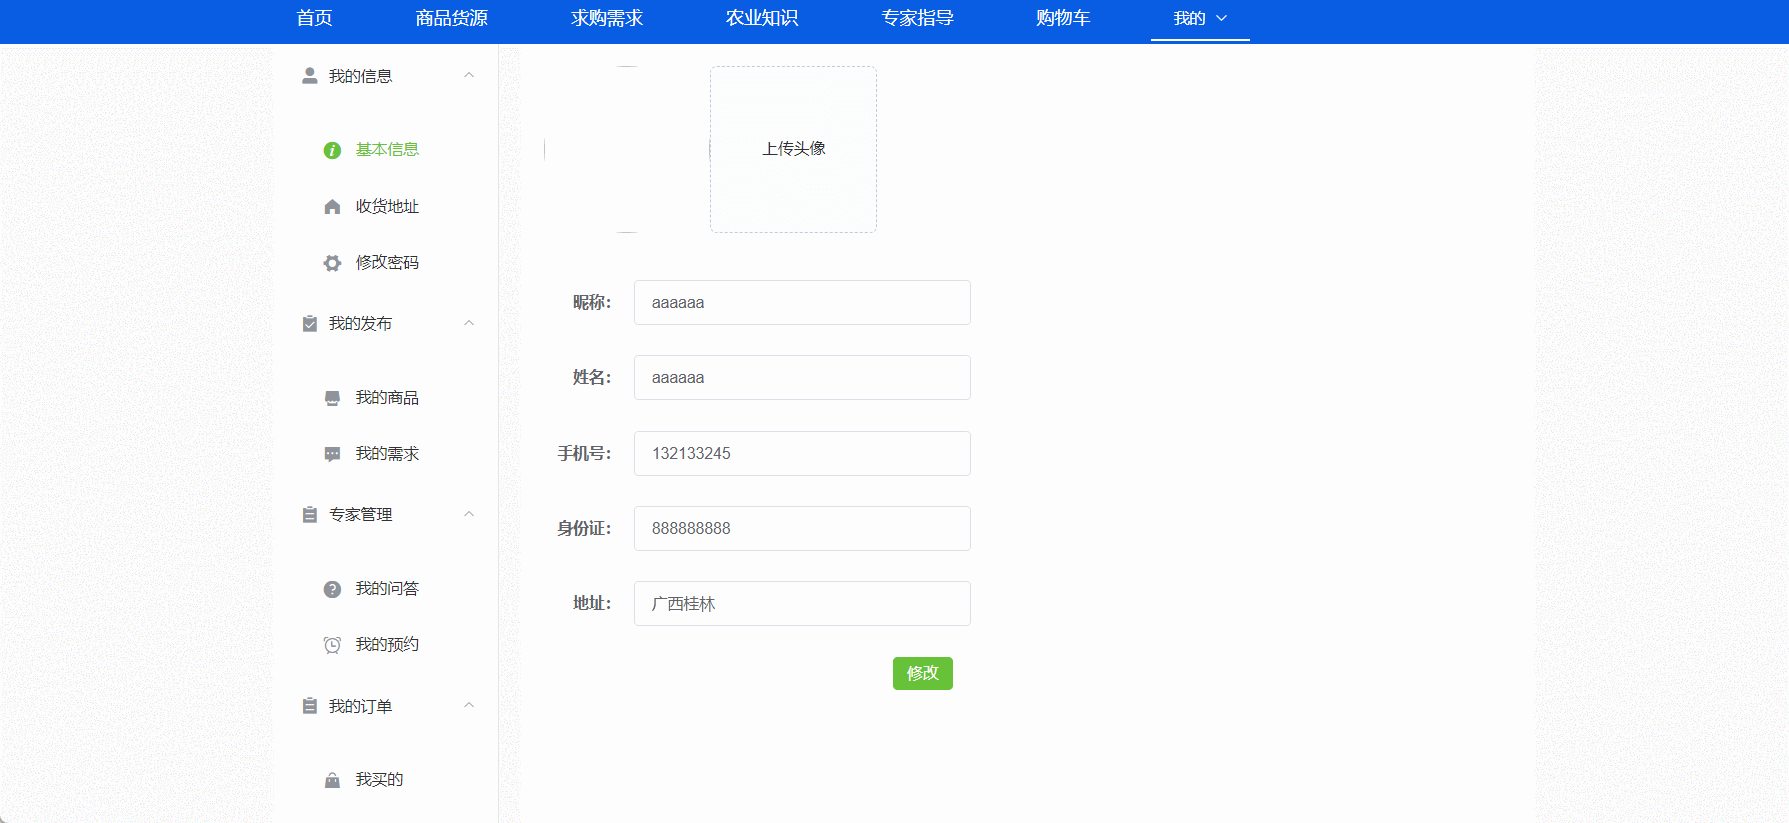 首页 商品货源 求购需求 农业知识 专家指导 购物车 我的
我的信息
基本信息
收货地址
修改密码
我的发布
我的商品
我的需求
专家管理
我的问答
我的预约
我的订单
我买的
上传头像
昵称: aaaaaa
姓名: aaaaaa
手机号: 132133245
身份证: 888888888
地址: 广西桂林
修改